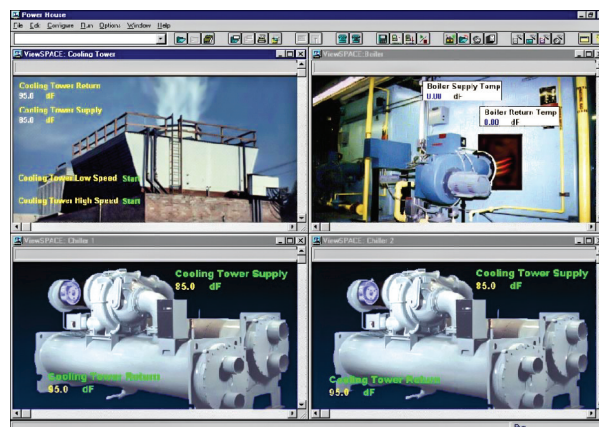 Power House
File Edit Configure Run Options Window Help
ViewSPACE: Cooling Tower
Cooling Tower Return
95.0 dF
Cooling Tower Supply
85.0 dF
Cooling Tower Low Speed Start
Cooling Tower High Speed Start
ViewSPACE: Boiler
Boiler Supply Temp
0.00 dF
Boiler Return Temp
0.00 dF
ViewSPACE: Chiller 1
Cooling Tower Supply
85.0 dF
Cooling Tower Return
95.0 dF
ViewSPACE: Chiller 2
Cooling Tower Supply
85.0 dF
Cooling Tower Return
95.0 dF